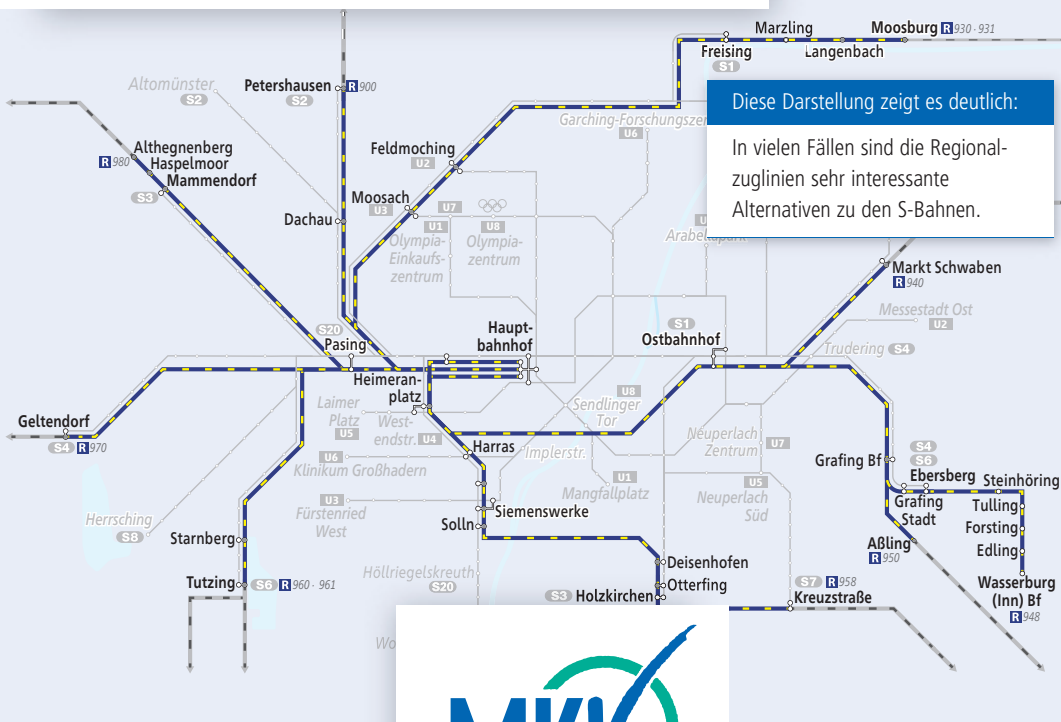 Marzling
Moosburg R 930 · 931
Freising
S1
Langenbach
Altomünster
S2
Petershausen
S2
R 900
Diese Darstellung zeigt es deutlich:
In vielen Fällen sind die Regional-
zuglinien sehr interessante
Alternativen zu den S-Bahnen.
Garching-Forschungsze
U6
Althegnenberg
R 980
Haspelmoor
Mammendorf
S3
Feldmoching
U2
Moosach
U3
U7
U1
U8
Dachau
Olympia-
Einkaufs-
zentrum
Olympia-
zentrum
U
Arabellapark
Markt Schwaben
R 940
Messestadt Ost
U2
Trudering S4
S20
Pasing
Haupt-
bahnhof
S1
Ostbahnhof
Heimeran-
platz
Laimer
Platz
U5
West-
endstr.
U4
U8
Sendlinger
Tor
Geltendorf
S4 R 970
Harras
U6
Klinikum Großhadern
Implerstr.
Neuperlach
Zentrum
U7
U1
Mangfallplatz
U5
Neuperlach
Süd
Grafing Bf
S4
S6
Ebersberg
Steinhöring
Grafing
Stadt
Tulling
Forsting
Edling
Wasserburg
(Inn) Bf
R 948
Aßling
R 950
U3
Fürstenried
West
Siemenswerke
Solln
Herrsching
S8
Starnberg
Tutzing
S6 R 960 · 961
Höllriegelskreuth
S20
Deisenhofen
Otterfing
S3 Holzkirchen
S7 R 958
Kreuzstraße
Wo
MVV